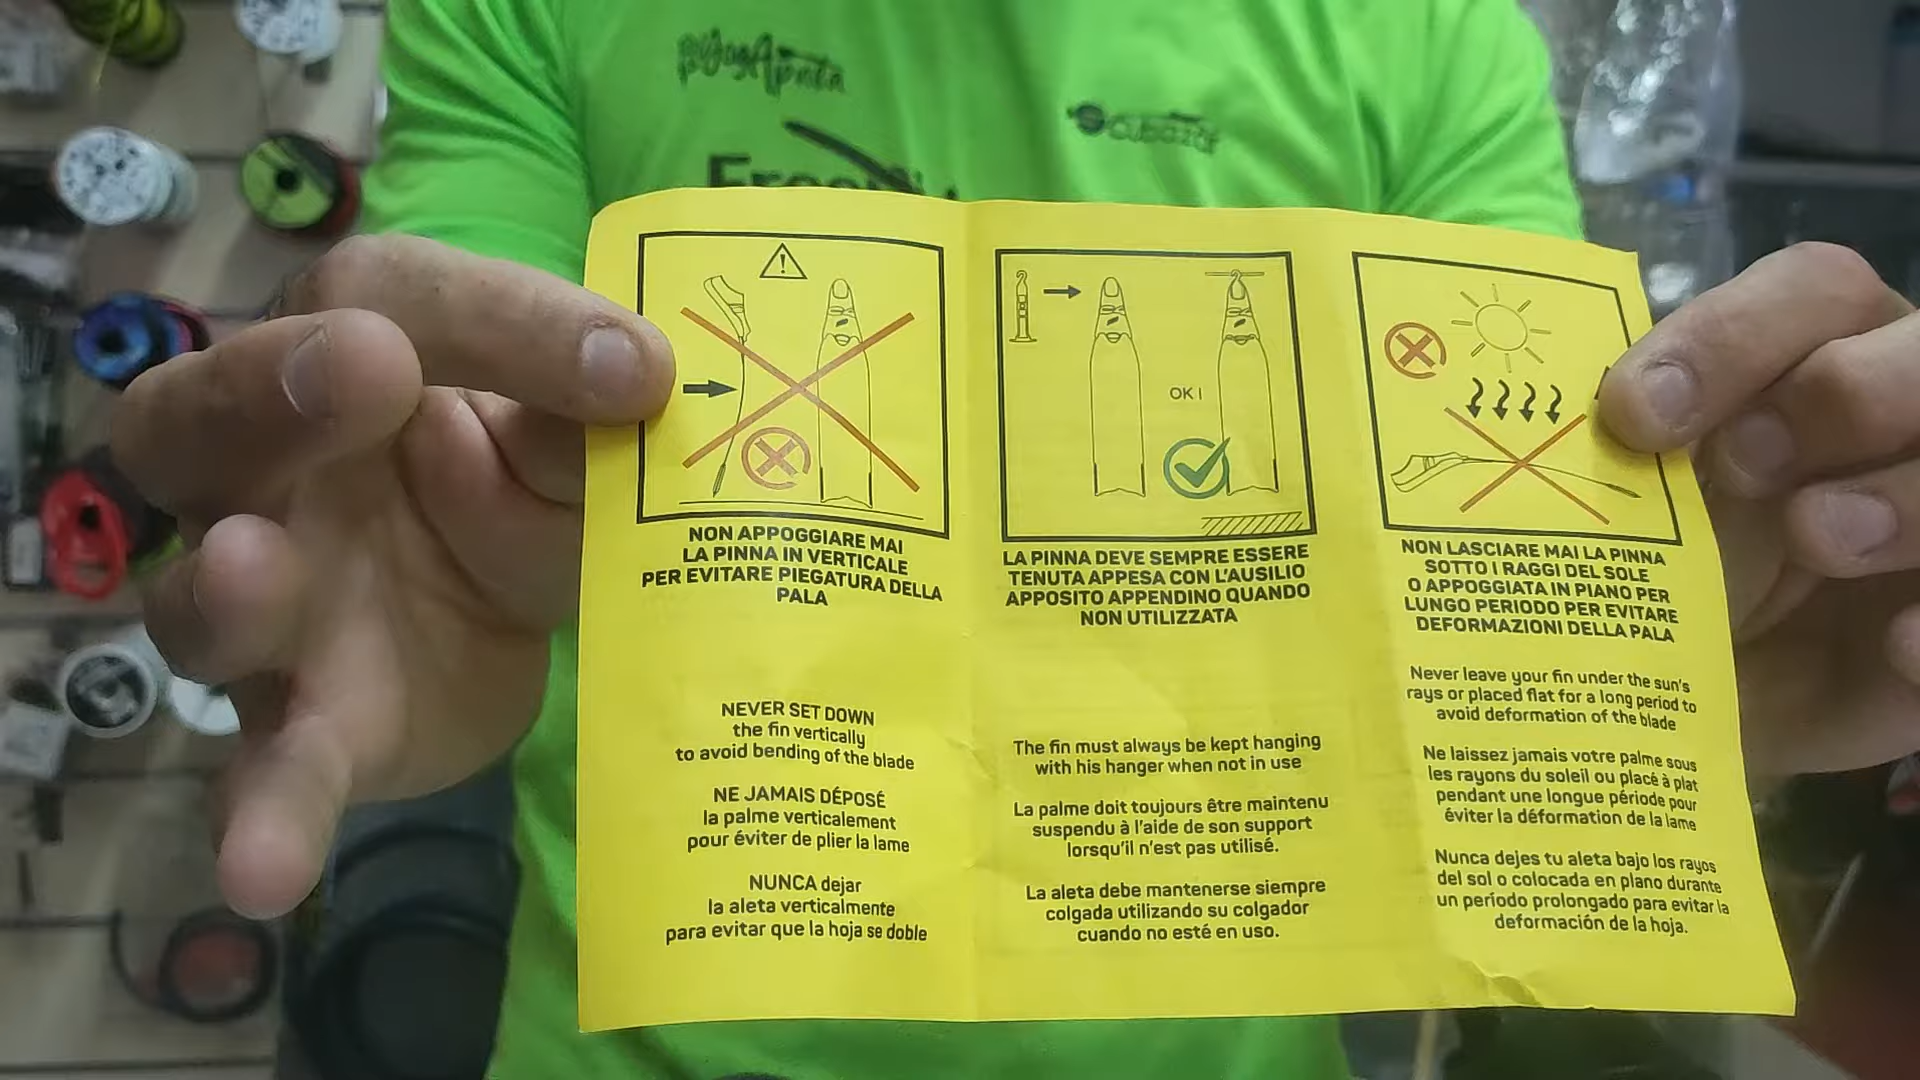 Scubazar
OK !
NON APPOGGIARE MAI
LA PINNA IN VERTICALE
PER EVITARE PIEGATURA DELLA
PALA
NEVER SET DOWN
the fin vertically
to avoid bending of the blade
NE JAMAIS DÉPOSÉ
la palme verticalement
pour éviter de plier la lame
NUNCA dejar
la aleta verticalmente
para evitar que la hoja se doble
LA PINNA DEVE SEMPRE ESSERE
TENUTA APPESA CON L'AUSILIO
APPOSITO APPENDINO QUANDO
NON UTILIZZATA
The fin must always be kept hanging
with his hanger when not in use
La palme doit toujours être maintenu
suspendu à l'aide de son support
lorsqu'il n'est pas utilisé.
La aleta debe mantenerse siempre
colgada utilizando su colgador
cuando no esté en uso.
NON LASCIARE MAI LA PINNA
SOTTO I RAGGI DEL SOLE
O APPOGGIATA IN PIANO PER
LUNGO PERIODO PER EVITARE
DEFORMAZIONI DELLA PALA
Never leave your fin under the sun's
rays or placed flat for a long period to
avoid deformation of the blade
Ne laissez jamais votre palme sous
les rayons du soleil ou placé à plat
pendant une longue période pour
éviter la déformation de la lame
Nunca dejes tu aleta bajo los rayos
del sol o colocada en plano durante
un período prolongado para evitar la
deformación de la hoja.